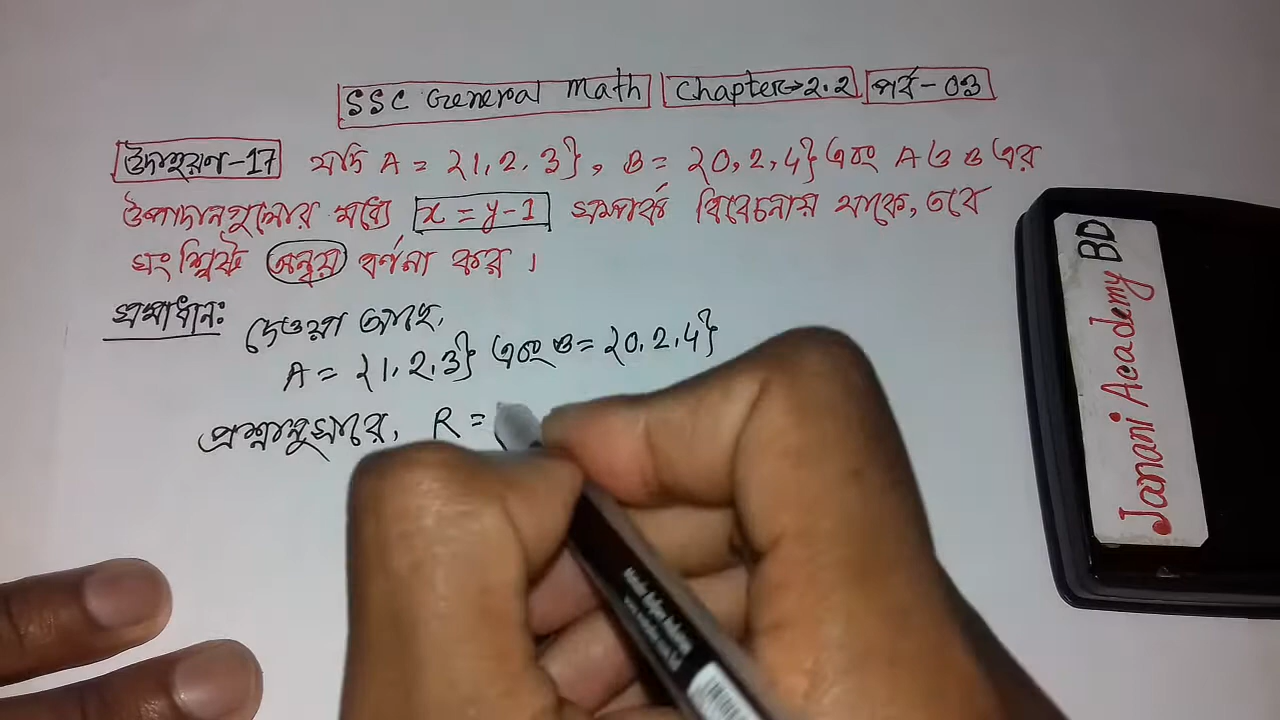 SSC General Math Chapter→2.2 পর্ব-03
উদাহরণ-17 যদি A = {1, 2, 3}, B = {0, 2, 4} এবং A ও B এর
উপাদানগুলোর মধ্যে x = y-1 সম্পর্ক বিবেচনায় থাকে, তবে
সংশ্লিষ্ট অন্বয় বর্ণনা কর।
সমাধান: দেওয়া আছে,
A = {1, 2, 3} এবং B = {0, 2, 4}
প্রশ্নানুসারে, R =
Janani Academy BD